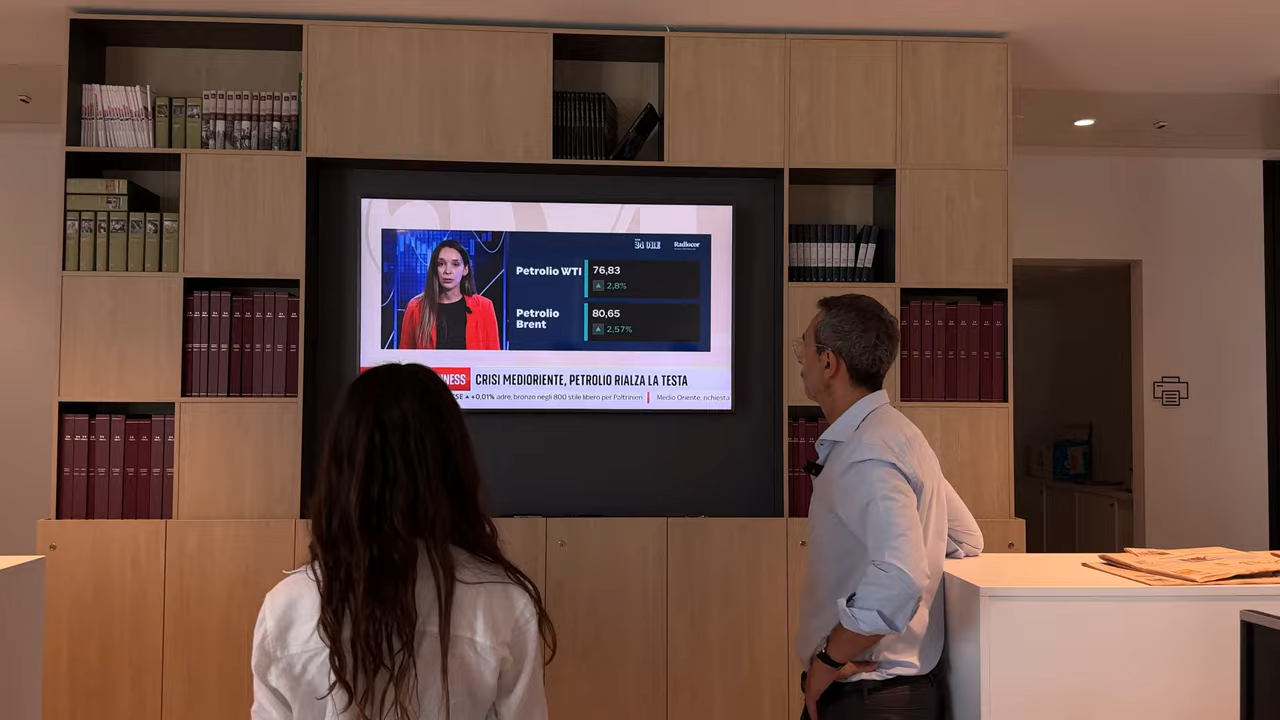 24 ORE
Radiocor
Petrolio WTI
76,83
2,8%
Petrolio
Brent
80,65
2,57%
NESS
CRISI MEDIORIENTE, PETROLIO RIALZA LA TESTA
+0,01% adre, bronzo negli 800 stile libero per Paltrinieri
Medio Oriente, richiesta